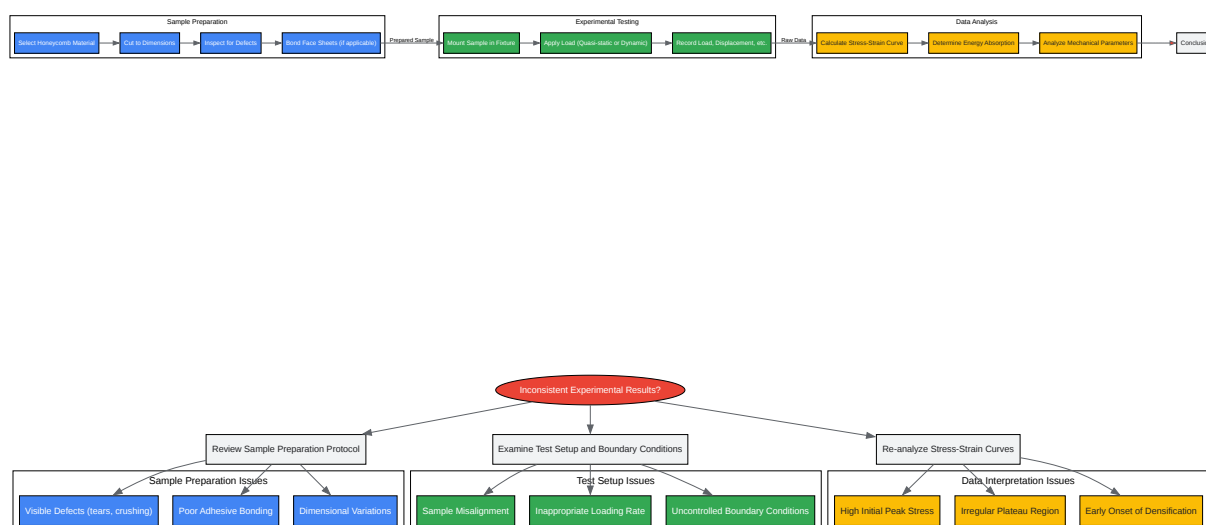 Sample Preparation
Select Honeycomb Material
Cut to Dimensions
Inspect for Defects
Bond Face Sheets (if applicable)
Prepared Sample
Experimental Testing
Mount Sample in Fixture
Apply Load (Quasi-static or Dynamic)
Record Load, Displacement, etc.
Raw Data
Data Analysis
Calculate Stress-Strain Curve
Determine Energy Absorption
Analyze Mechanical Parameters
Inconsistent Experimental Results?
Review Sample Preparation Protocol
Examine Test Setup and Boundary Conditions
Re-analyze Stress-Strain Curves
Sample Preparation Issues
Visible Defects (tears, crushing)
Poor Adhesive Bonding
Dimensional Variations
Test Setup Issues
Sample Misalignment
Inappropriate Loading Rate
Uncontrolled Boundary Conditions
Data Interpretation Issues
High Initial Peak Stress
Irregular Plateau Region
Early Onset of Densification